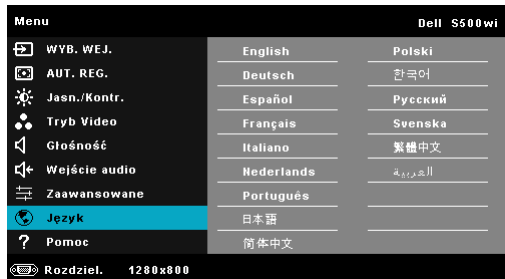 Menu Dell S500wi
WYB. WEJ.
AUT. REG.
Jasn./Kontr.
Tryb Video
Głośność
Wejście audio
Zaawansowane
Język
Pomoc
English
Deutsch
Español
Français
Italiano
Nederlands
Português
日本語
简体中文
Polski
한국어
Русский
Svenska
繁體中文
العربية
Rozdziel. 1280x800